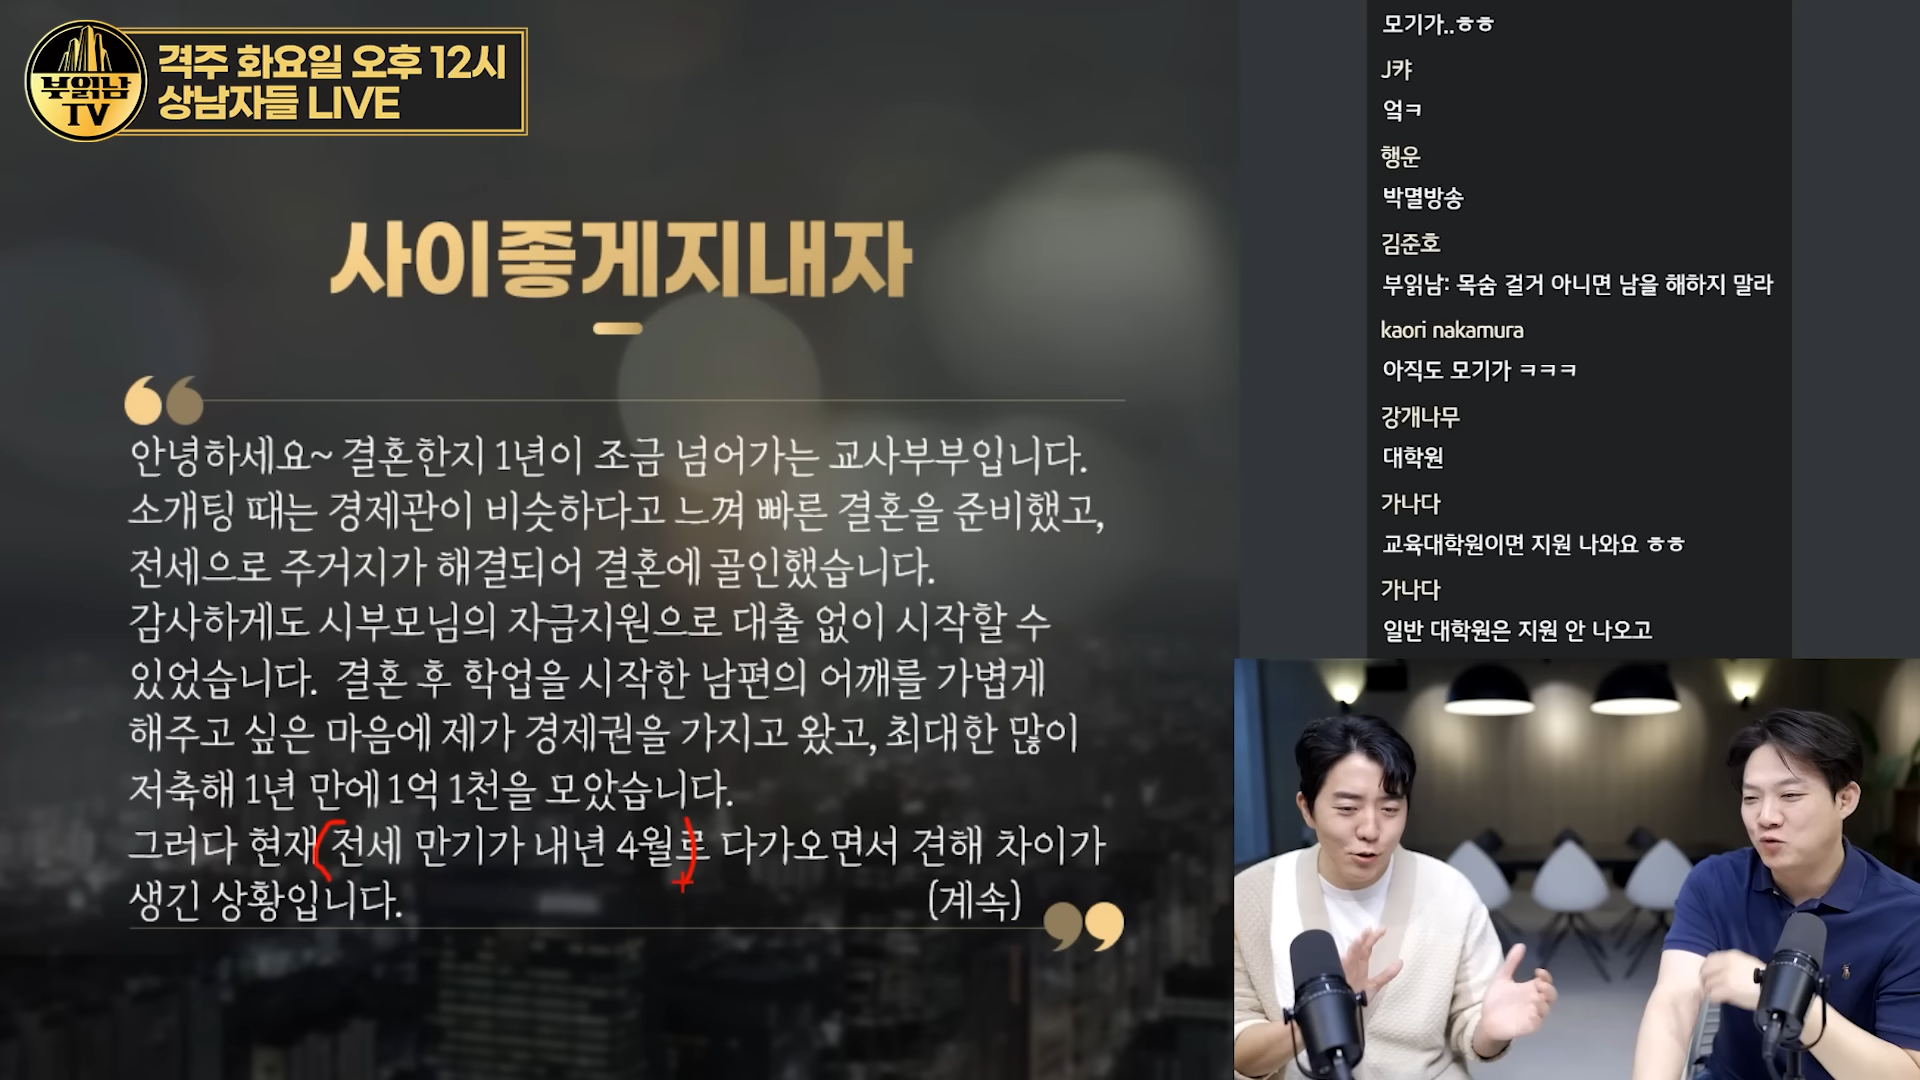 부읽남
TV
격주 화요일 오후 12시
상남자들 LIVE
사이좋게지내자
안녕하세요~ 결혼한지 1년이 조금 넘어가는 교사부부입니다.
소개팅 때는 경제관이 비슷하다고 느껴 빠른 결혼을 준비했고,
전세으로 주거지가 해결되어 결혼에 골인했습니다.
감사하게도 시부모님의 자금지원으로 대출 없이 시작할 수
있었습니다. 결혼 후 학업을 시작한 남편의 어깨를 가볍게
해주고 싶은 마음에 제가 경제권을 가지고 왔고, 최대한 많이
저축해 1년 만에 1억 1천을 모았습니다.
그러다 현재 전세 만기가 내년 4월로 다가오면서 견해 차이가
생긴 상황입니다. (계속)
모기가..ㅎㅎ
J캬
엌ㅋ
행운
박멸방송
김준호
부읽남: 목숨 걸거 아니면 남을 해하지 말라
kaori nakamura
아직도 모기가 ㅋㅋㅋ
강개나무
대학원
가나다
교육대학원이면 지원 나와요 ㅎㅎ
가나다
일반 대학원은 지원 안 나오고